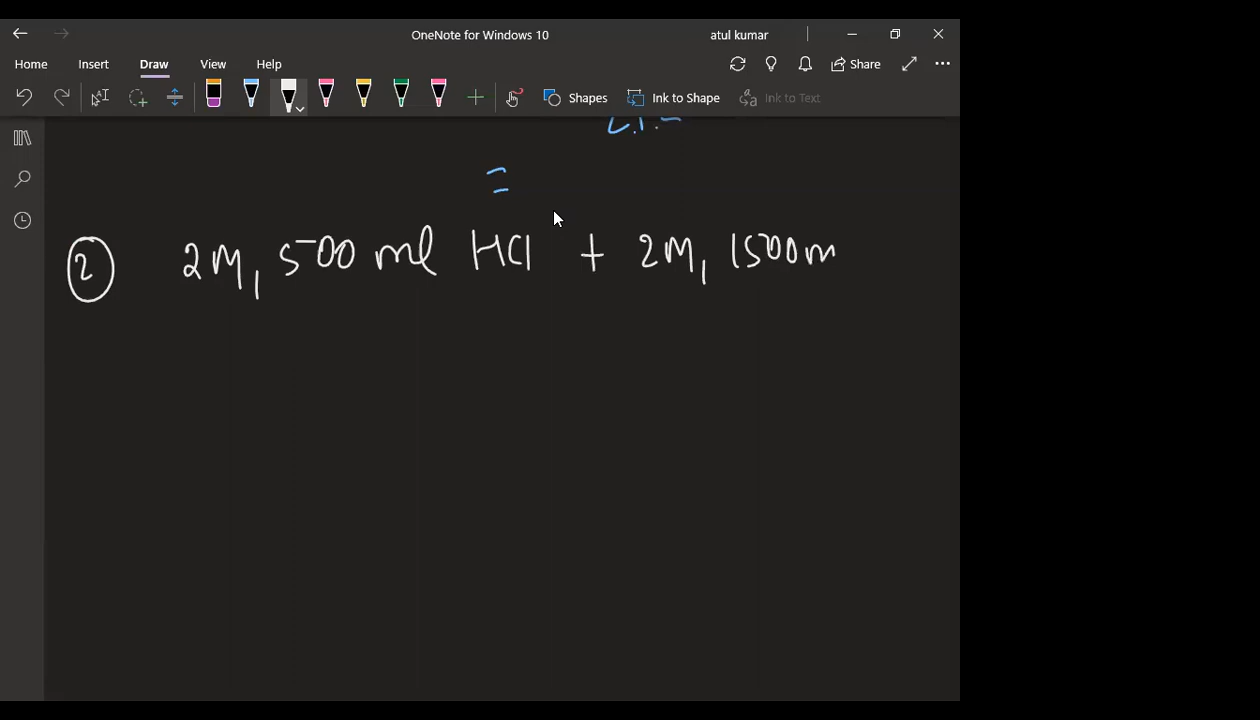 OneNote for Windows 10
atul kumar
Home Insert Draw View Help
Share
Shapes Ink to Shape Ink to Text
=
② 2M, 500 ml HCl + 2M, 1500m